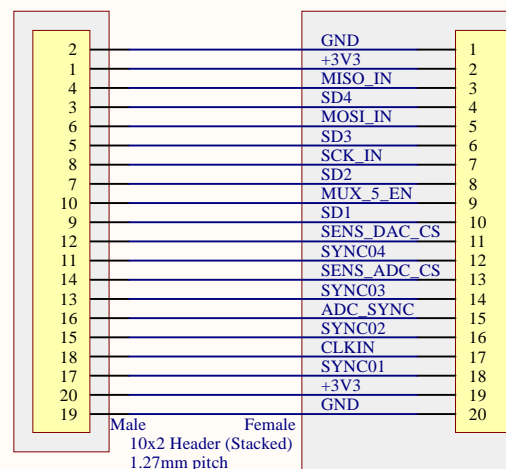 2 GND 1
1 +3V3 2
4 MISO_IN 3
3 SD4 4
6 MOSI_IN 5
5 SD3 6
8 SCK_IN 7
7 SD2 8
10 MUX_5_EN 9
9 SD1 10
12 SENS_DAC_CS 11
11 SYNC04 12
14 SENS_ADC_CS 13
13 SYNC03 14
16 ADC_SYNC 15
15 SYNC02 16
18 CLKIN 17
17 SYNC01 18
20 +3V3 19
19 GND 20
Male Female
10x2 Header (Stacked)
1.27mm pitch